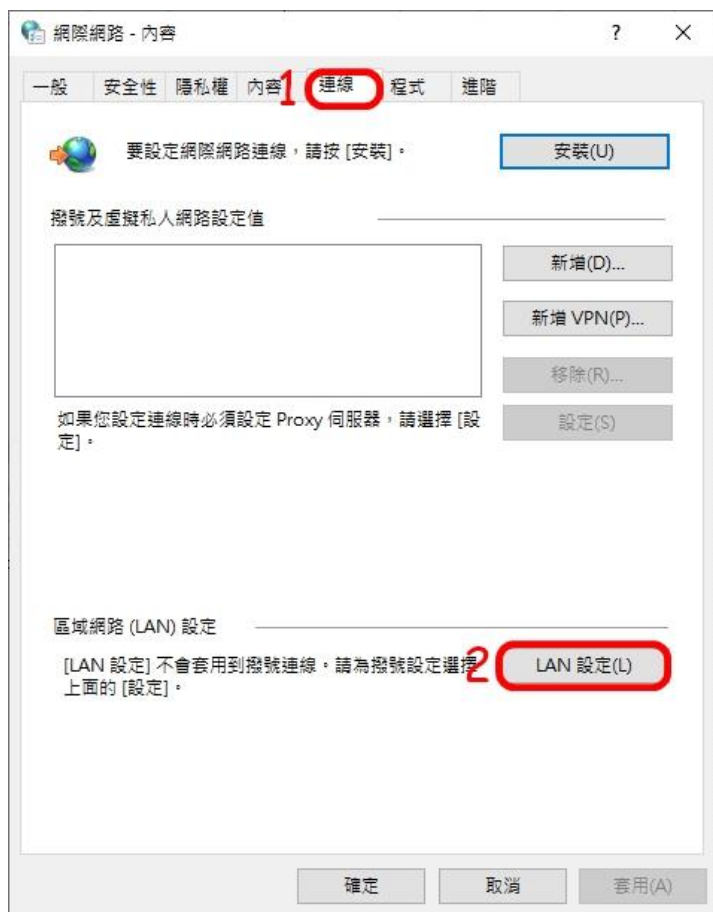 網際網路 - 內容
?
一般 安全性 隱私權 內容 1 連線 程式 進階
要設定網際網路連線，請按 [安裝]。
安裝(U)
撥號及虛擬私人網路設定值
新增(D)...
新增 VPN(P)...
移除(R)...
如果您設定連線時必須設定 Proxy 伺服器，請選擇 [設
定]。
設定(S)
區域網路 (LAN) 設定
[LAN 設定] 不會套用到撥號連線。請為撥號設定選擇
上面的 [設定]。
2 LAN 設定(L)
確定 取消 套用(A)